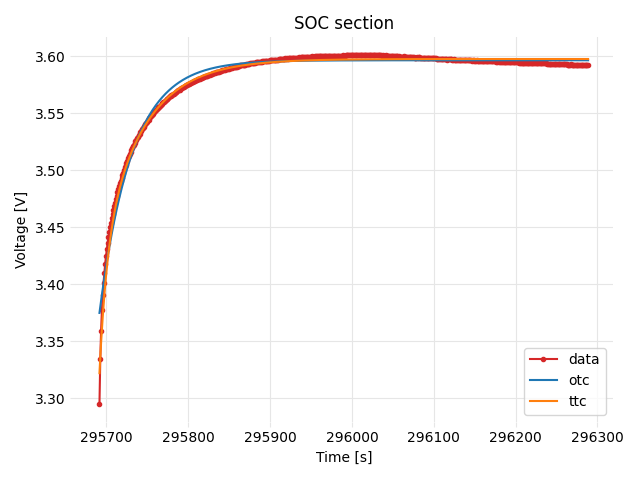 SOC section
Voltage [V]
3.60
3.55
3.50
3.45
3.40
3.35
3.30
data
otc
ttc
295700 295800 295900 296000 296100 296200 296300
Time [s]